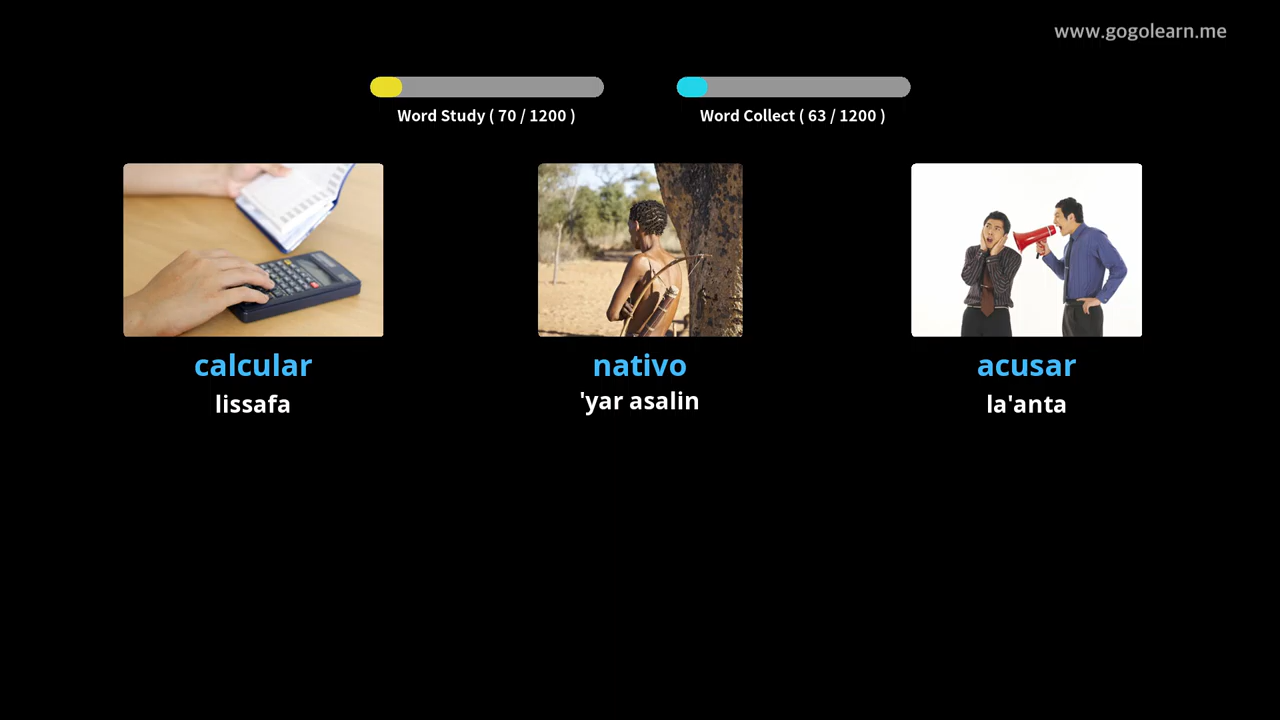 www.gogolearn.me
Word Study ( 70 / 1200 )
Word Collect ( 63 / 1200 )
calcular
lissafa
nativo
'yar asalin
acusar
la'anta